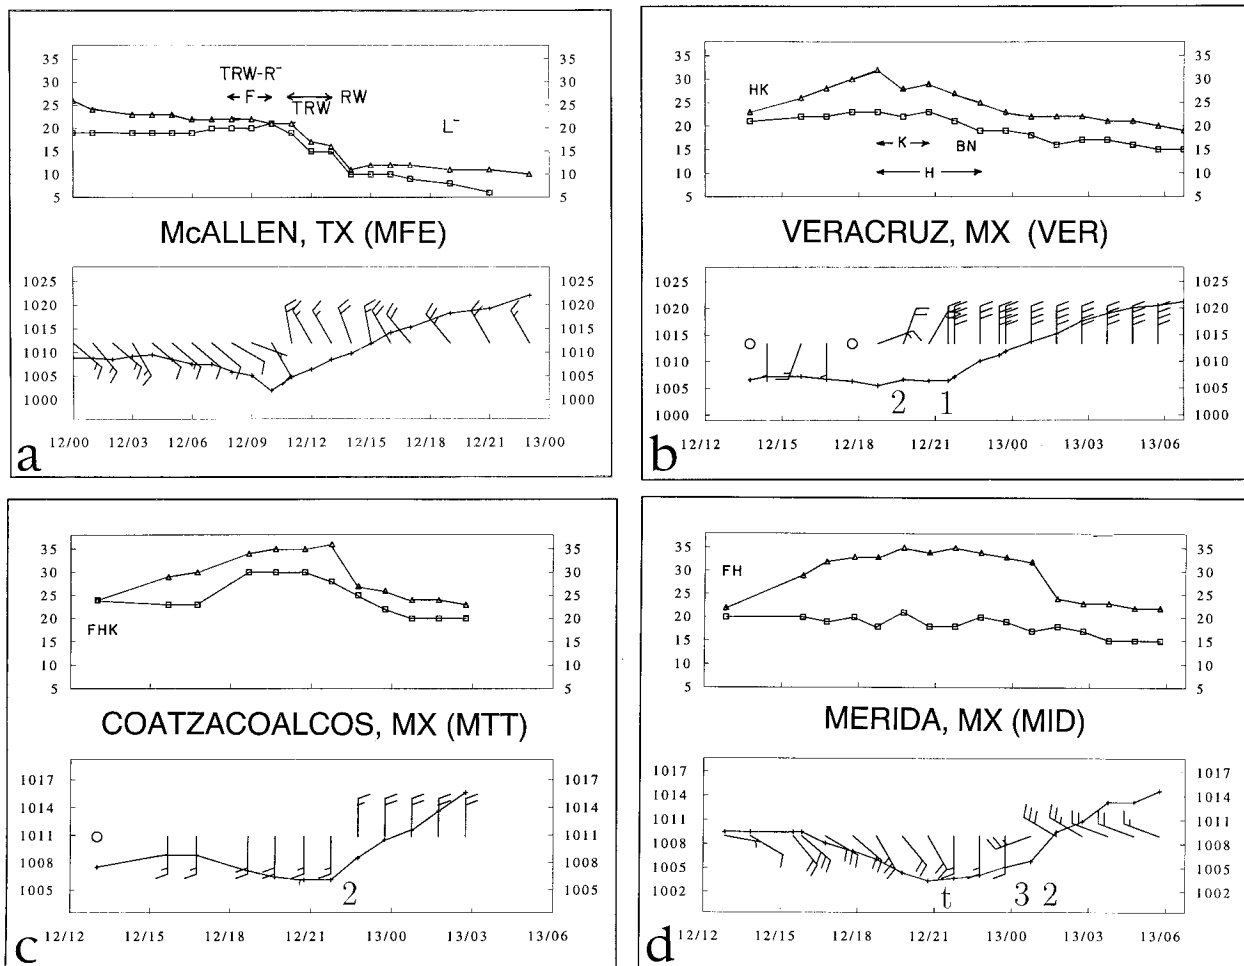 35 35
30 TRW-R⁻ 30
25 F TRW RW 25
20 L⁻ 20
15 15
10 10
5 5
McALLEN, TX (MFE)
1025 1025
1020 1020
1015 1015
1010 1010
1005 1005
1000 1000
12/00 12/03 12/06 12/09 12/12 12/15 12/18 12/21 13/00
a
35 35
30 30
HK
25 25
20 20
15 K BN 15
10 H 10
5 5
VERACRUZ, MX (VER)
1025 1025
1020 1020
1015 1015
1010 1010
1005 1005
1000 2 1 1000
12/12 12/15 12/18 12/21 13/00 13/03 13/06
b
35 35
30 30
25 25
20 20
FHK
15 15
10 10
5 5
COATZACOALCOS, MX (MTT)
1017 1017
1014 1014
1011 1011
1008 1008
1005 2 1005
12/12 12/15 12/18 12/21 13/00 13/03 13/06
c
35 35
FH
30 30
25 25
20 20
15 15
10 10
5 5
MERIDA, MX (MID)
1017 1017
1014 1014
1011 1011
1008 1008
1005 1005
1002 t 3 2 1002
12/12 12/15 12/18 12/21 13/00 13/03 13/06
d